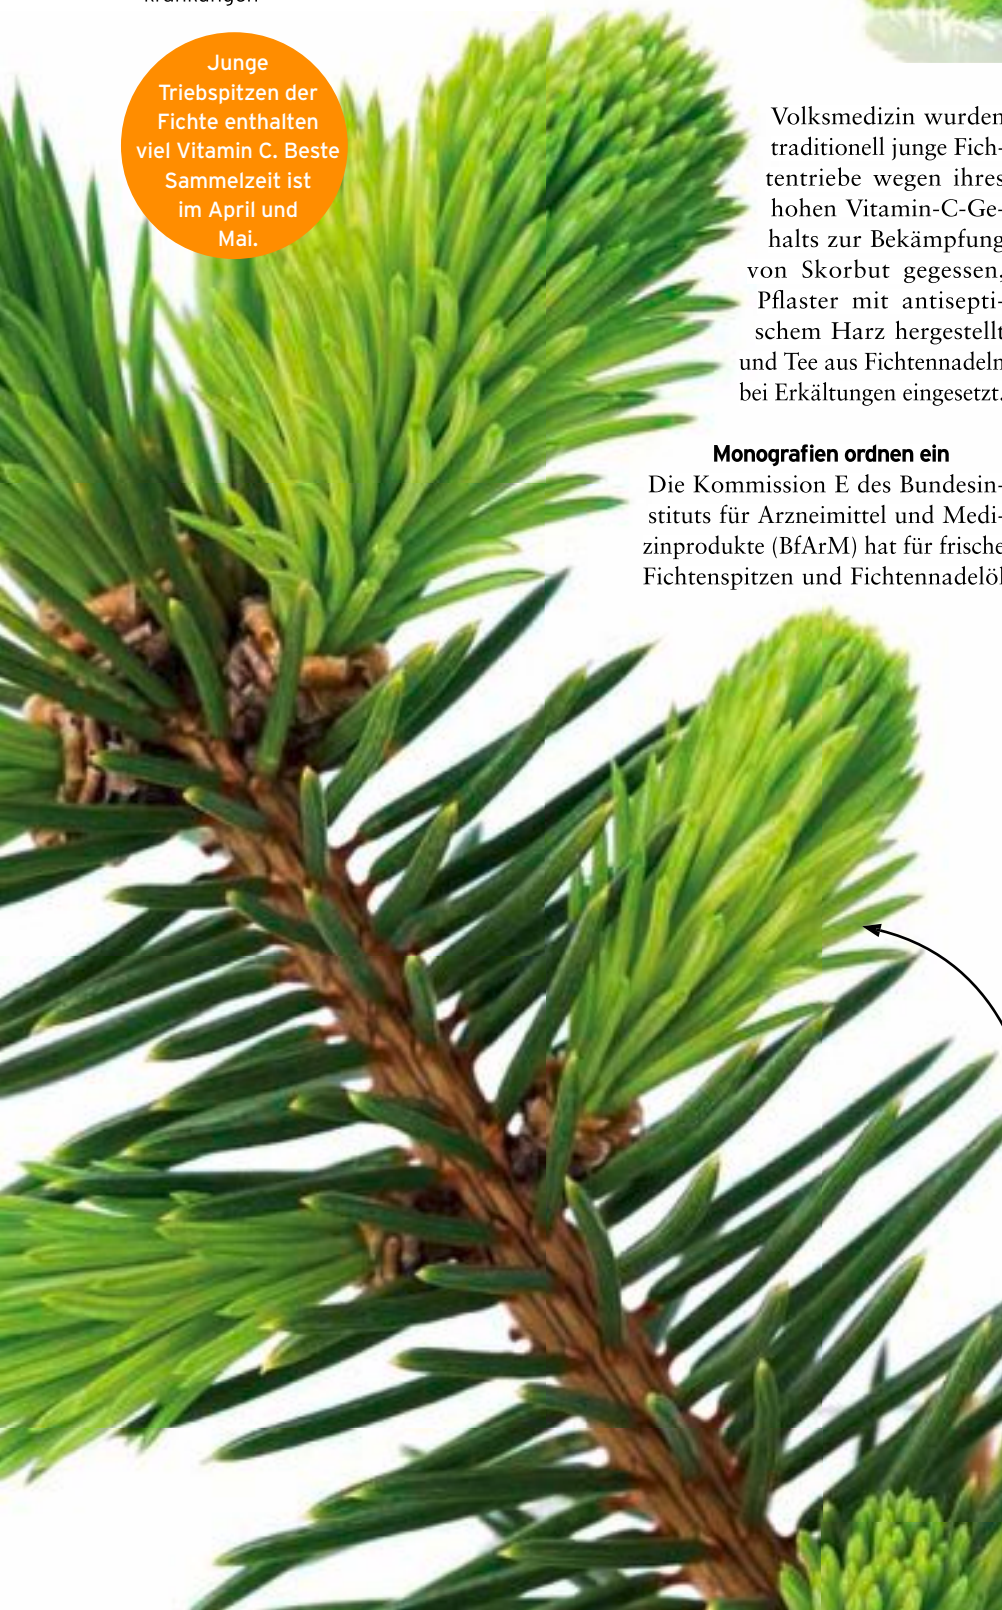 krankungen
Junge
Triebspitzen der
Fichte enthalten
viel Vitamin C. Beste
Sammelzeit ist
im April und
Mai.
Volksmedizin wurden
traditionell junge Fich-
tentriebe wegen ihres
hohen Vitamin-C-Ge-
halts zur Bekämpfung
von Skorbut gegessen,
Pflaster mit antisepti-
schem Harz hergestellt
und Tee aus Fichtennadeln
bei Erkältungen eingesetzt.
Monografien ordnen ein
Die Kommission E des Bundesin-
stituts für Arzneimittel und Medi-
zinprodukte (BfArM) hat für frische
Fichtenspitzen und Fichtennadelöl